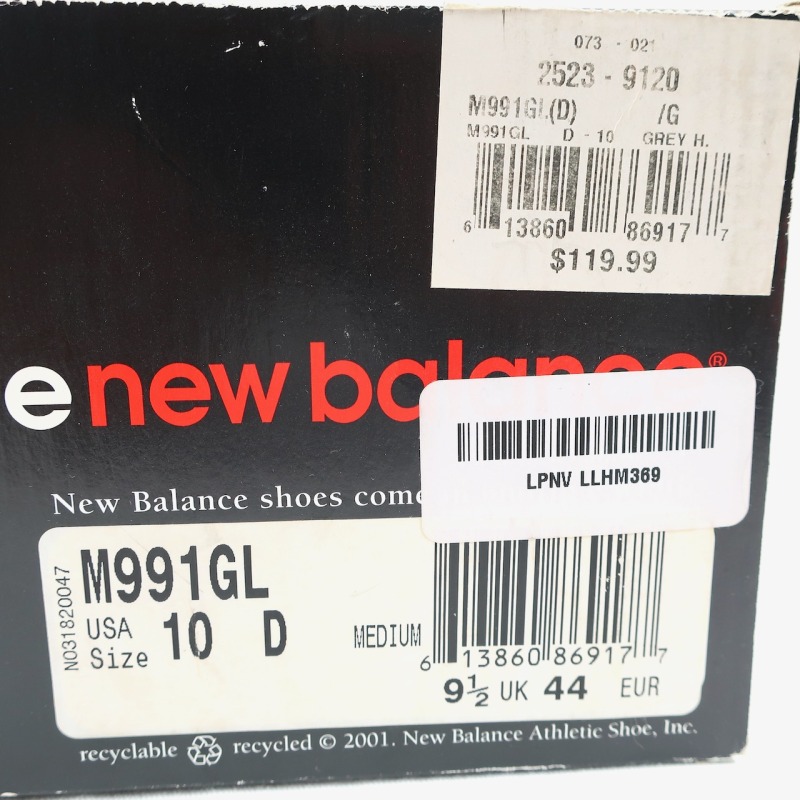 073 - 021
2523 - 9120
M991GL(D) /G
M991GL D - 10 GREY H.
6 13860 86917 7
$119.99
e new balance®
LPNV LLHM369
New Balance shoes come
N031820047
M991GL
USA Size 10 D
MEDIUM
6 13860 86917 7
9½ UK 44 EUR
recyclable recycled © 2001. New Balance Athletic Shoe, Inc.